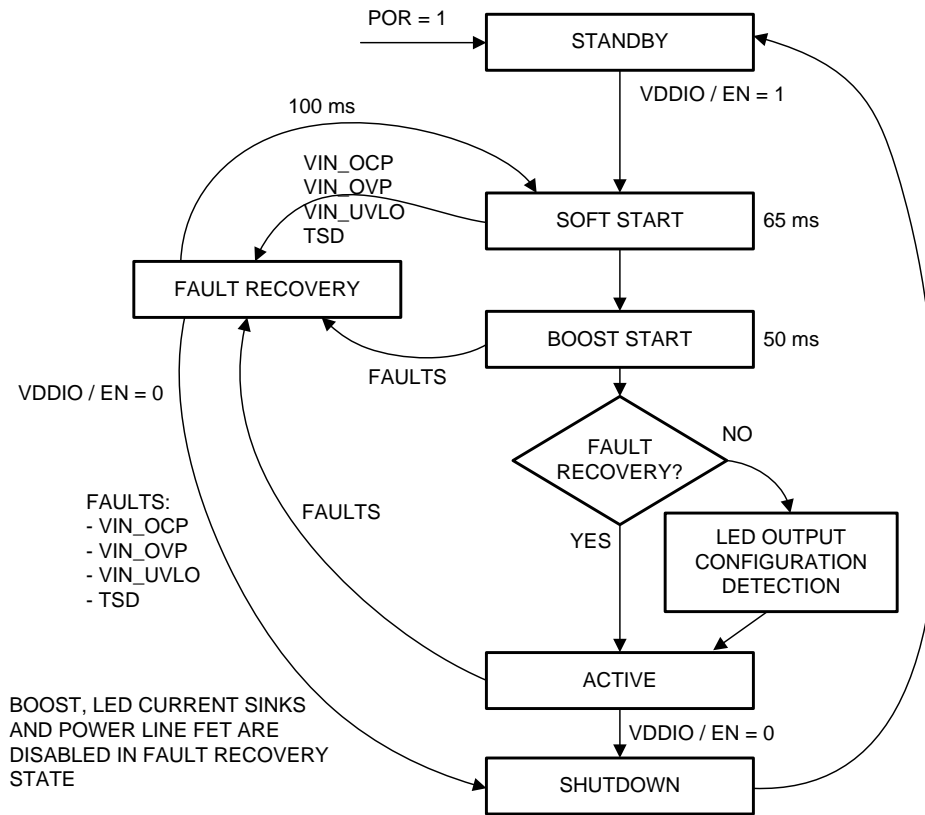 POR = 1
STANDBY
VDDIO / EN = 1
100 ms
VIN_OCP
VIN_OVP
VIN_UVLO
TSD
SOFT START
65 ms
FAULT RECOVERY
BOOST START
50 ms
FAULTS
VDDIO / EN = 0
FAULT
RECOVERY?
NO
YES
LED OUTPUT
CONFIGURATION
DETECTION
FAULTS:
- VIN_OCP
- VIN_OVP
- VIN_UVLO
- TSD
FAULTS
ACTIVE
VDDIO / EN = 0
BOOST, LED CURRENT SINKS
AND POWER LINE FET ARE
DISABLED IN FAULT RECOVERY
STATE
SHUTDOWN